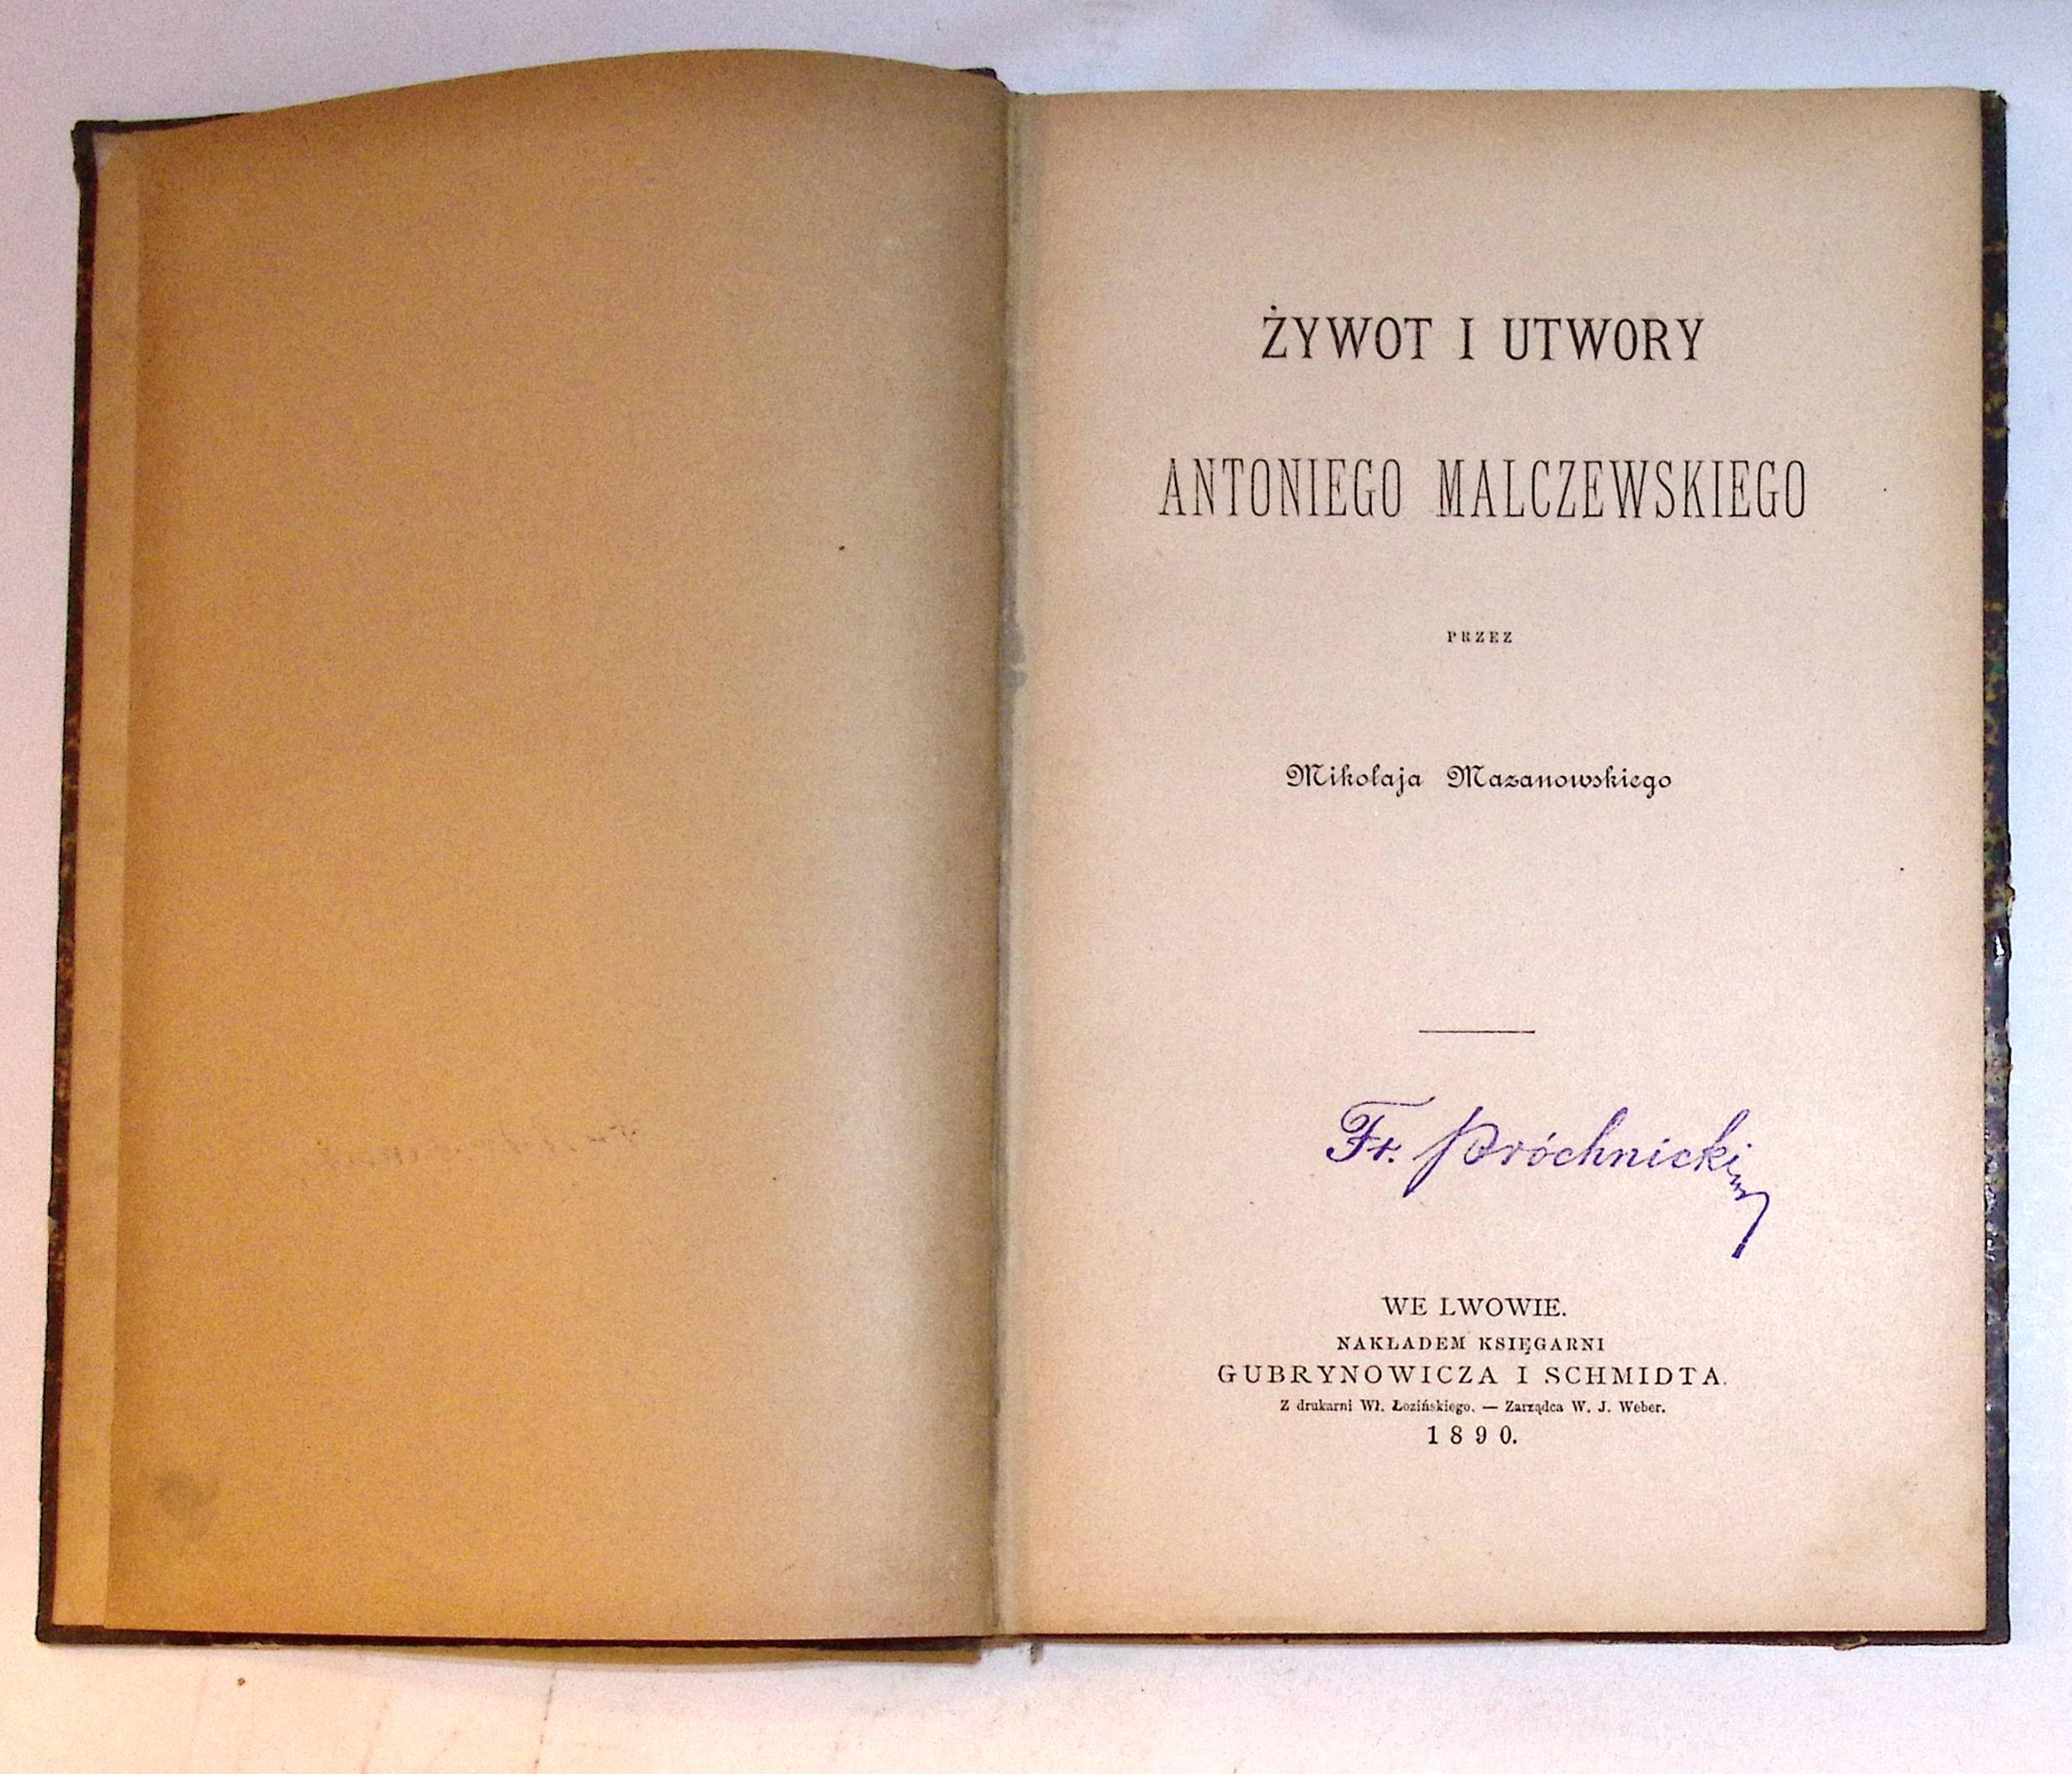 ŻYWOT I UTWORY
ANTONIEGO MALCZEWSKIEGO
PRZEZ
Mikołaja Mazanowskiego
Fr. Próchnicki
WE LWOWIE.
NAKŁADEM KSIĘGARNI
GUBRYNOWICZA I SCHMIDTA.
Z drukarni Wł. Łozińskiego. — Zarządca W. J. Weber.
1890.